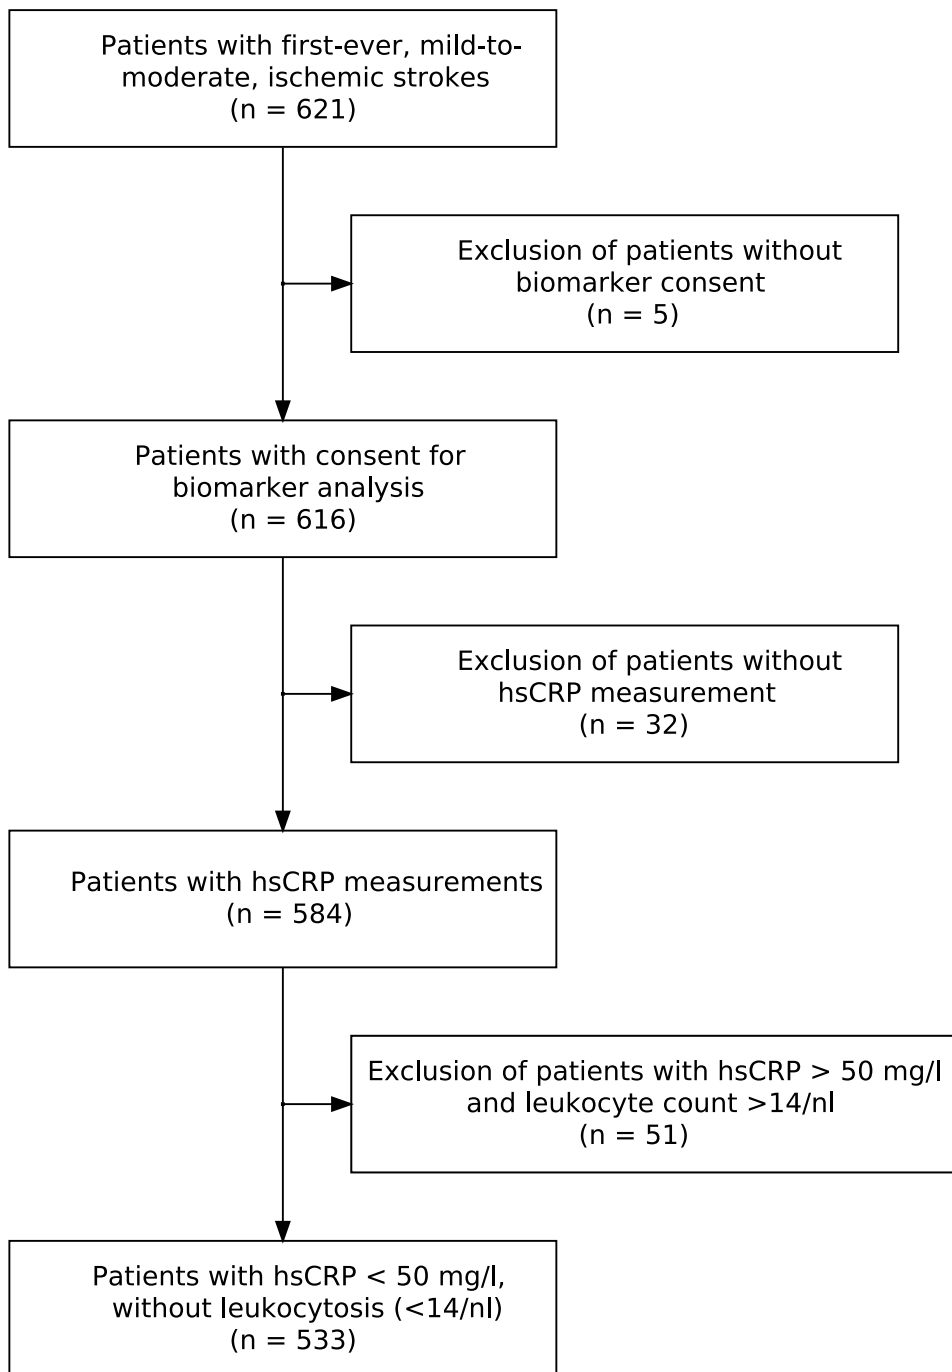 Patients with first-ever, mild-to-
moderate, ischemic strokes
(n = 621)
Exclusion of patients without
biomarker consent
(n = 5)
Patients with consent for
biomarker analysis
(n = 616)
Exclusion of patients without
hsCRP measurement
(n = 32)
Patients with hsCRP measurements
(n = 584)
Exclusion of patients with hsCRP > 50 mg/l
and leukocyte count >14/nl
(n = 51)
Patients with hsCRP < 50 mg/l,
without leukocytosis (<14/nl)
(n = 533)